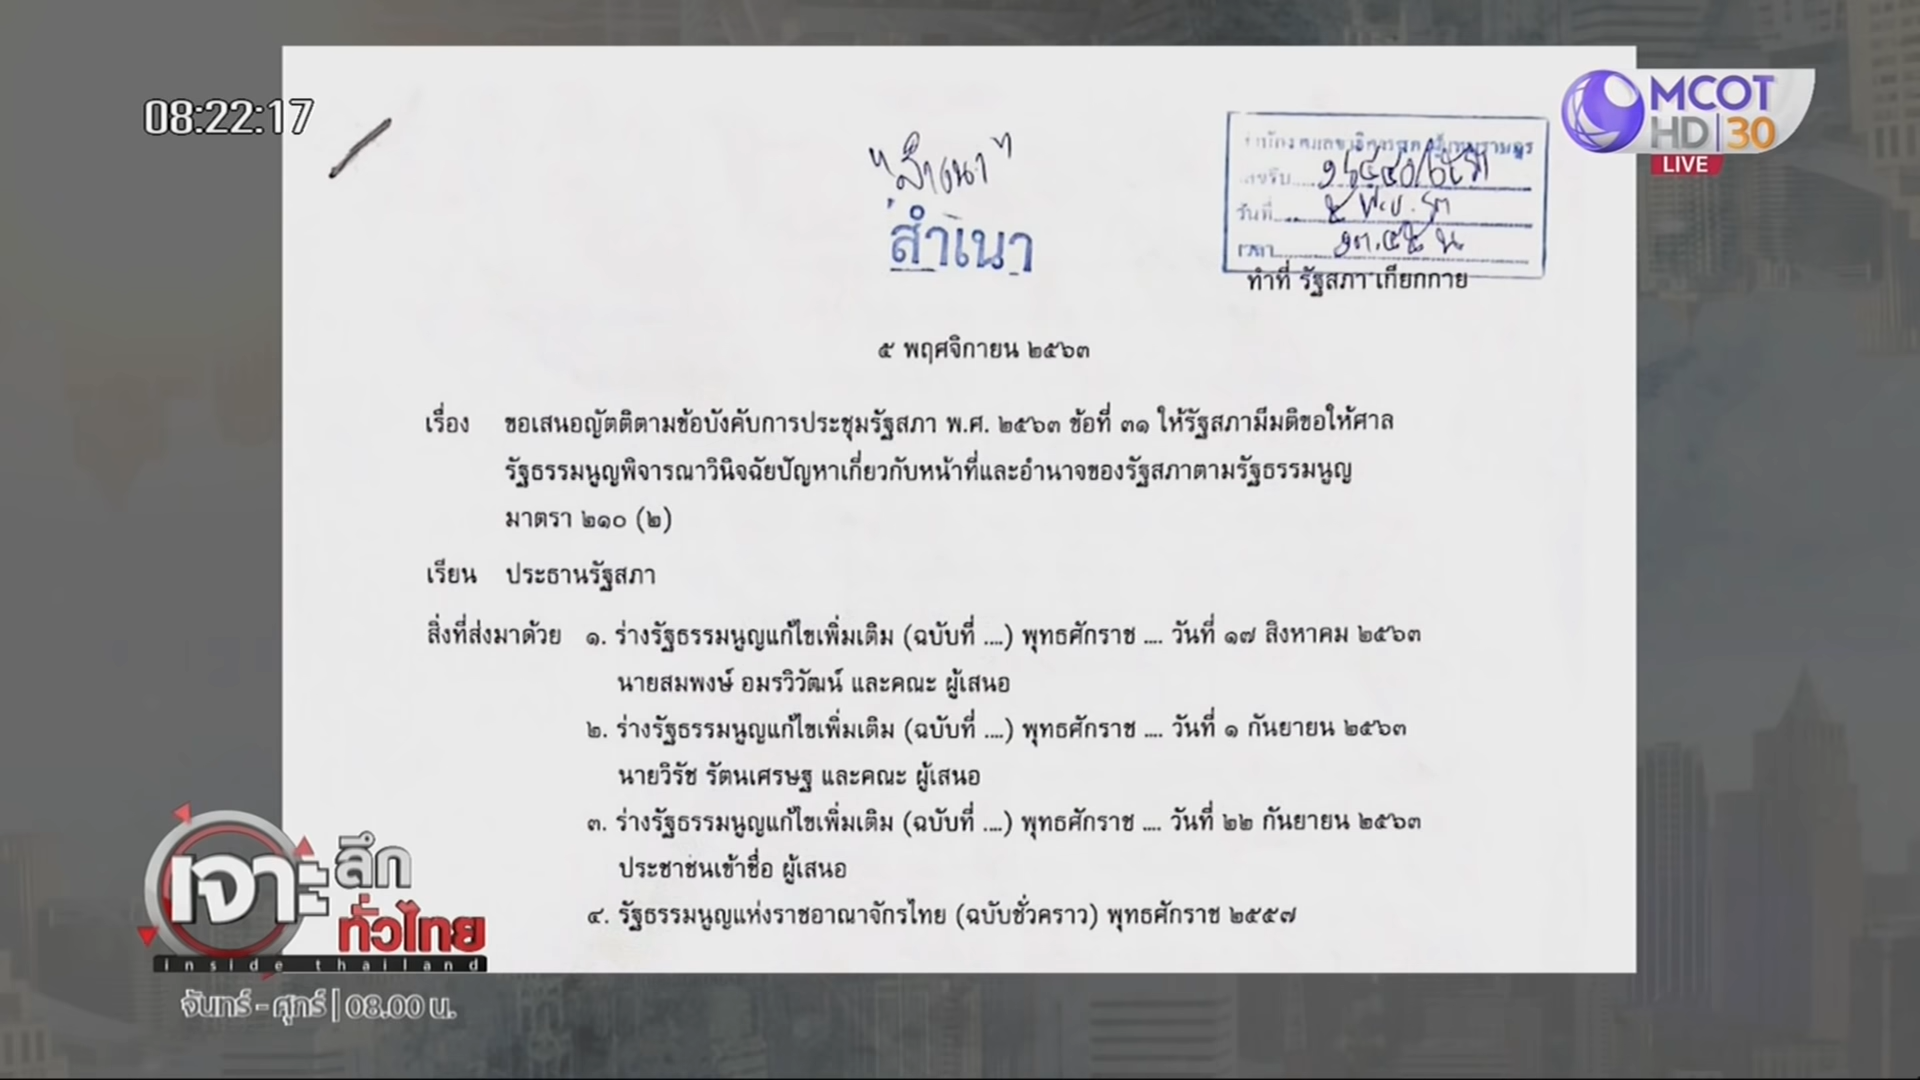 08:22:17
MCOT
HD 30
LIVE
"สำเนา"
สำเนา
วันที่
เวลา
ทำที่ รัฐสภา เกียกกาย
๕ พฤศจิกายน ๒๕๖๓
เรื่อง ขอเสนอญัตติตามข้อบังคับการประชุมรัฐสภา พ.ศ. ๒๕๖๓ ข้อที่ ๓๑ ให้รัฐสภามีมติขอให้ศาล
รัฐธรรมนูญพิจารณาวินิจฉัยปัญหาเกี่ยวกับหน้าที่และอำนาจของรัฐสภาตามรัฐธรรมนูญ
มาตรา ๒๑๐ (๒)
เรียน ประธานรัฐสภา
สิ่งที่ส่งมาด้วย ๑. ร่างรัฐธรรมนูญแก้ไขเพิ่มเติม (ฉบับที่ ....) พุทธศักราช .... วันที่ ๑๗ สิงหาคม ๒๕๖๓
นายสมพงษ์ อมรวิวัฒน์ และคณะ ผู้เสนอ
๒. ร่างรัฐธรรมนูญแก้ไขเพิ่มเติม (ฉบับที่ ....) พุทธศักราช .... วันที่ ๑ กันยายน ๒๕๖๓
นายวิรัช รัตนเศรษฐ และคณะ ผู้เสนอ
๓. ร่างรัฐธรรมนูญแก้ไขเพิ่มเติม (ฉบับที่ ....) พุทธศักราช .... วันที่ ๒๒ กันยายน ๒๕๖๓
ประชาชนเข้าชื่อ ผู้เสนอ
๔. รัฐธรรมนูญแห่งราชอาณาจักรไทย (ฉบับชั่วคราว) พุทธศักราช ๒๕๕๗
เจาะลึก
ทั่วไทย
inside thailand
จันทร์ - ศุกร์ | 08.00 น.